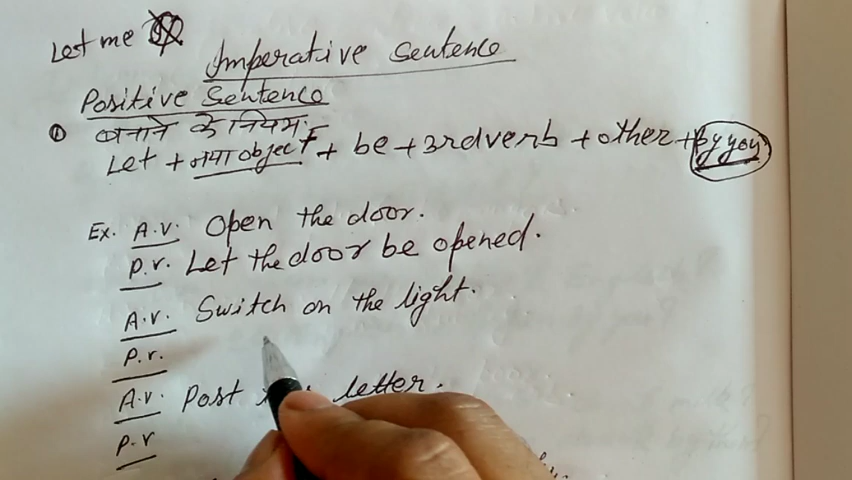 Let me
Imperative Sentence
Positive Sentence
① बनाने के नियम:
Let + नया object + be + 3rd verb + other + by you
Ex. A.V. Open the door.
P.V. Let the door be opened.
A.V. Switch on the light.
P.V.
A.V. Post letter.
P.V